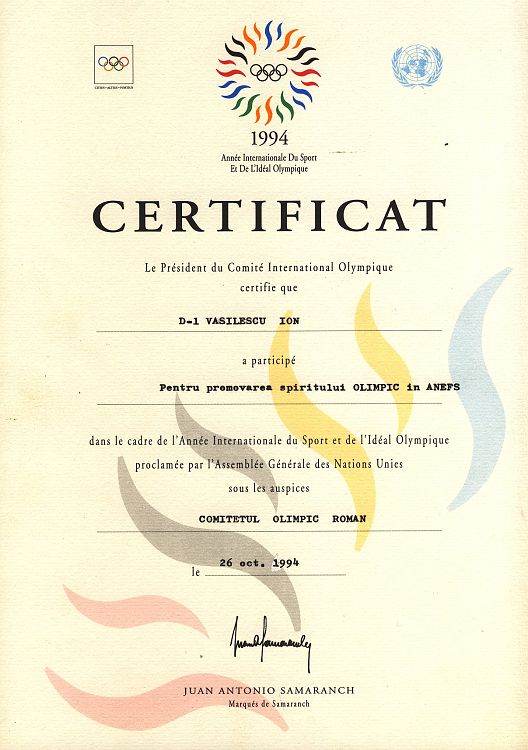 CITIUS•ALTIUS•FORTIUS
1994
Année Internationale Du Sport
Et De L'Idéal Olympique
CERTIFICAT
Le Président du Comité International Olympique
certifie que
D-l VASILESCU ION
a participé
Pentru promovarea spiritului OLIMPIC in ANEFS
dans le cadre de l'Année Internationale du Sport et de l'Idéal Olympique
proclamée par l'Assemblée Générale des Nations Unies
sous les auspices
COMITETUL OLIMPIC ROMAN
le 26 oct. 1994
JUAN ANTONIO SAMARANCH
Marqués de Samaranch